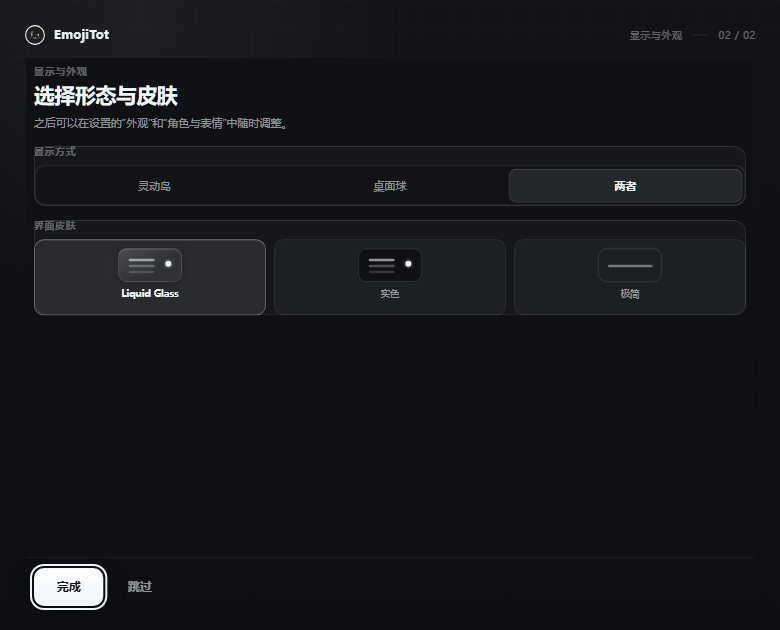 EmojiTot
显示与外观 — 02 / 02
显示与外观
选择形态与皮肤
之后可以在设置的“外观”和“角色与表情”中随时调整。
显示方式
灵动岛 桌面球 两者
界面皮肤
Liquid Glass 实色 极简
完成 跳过